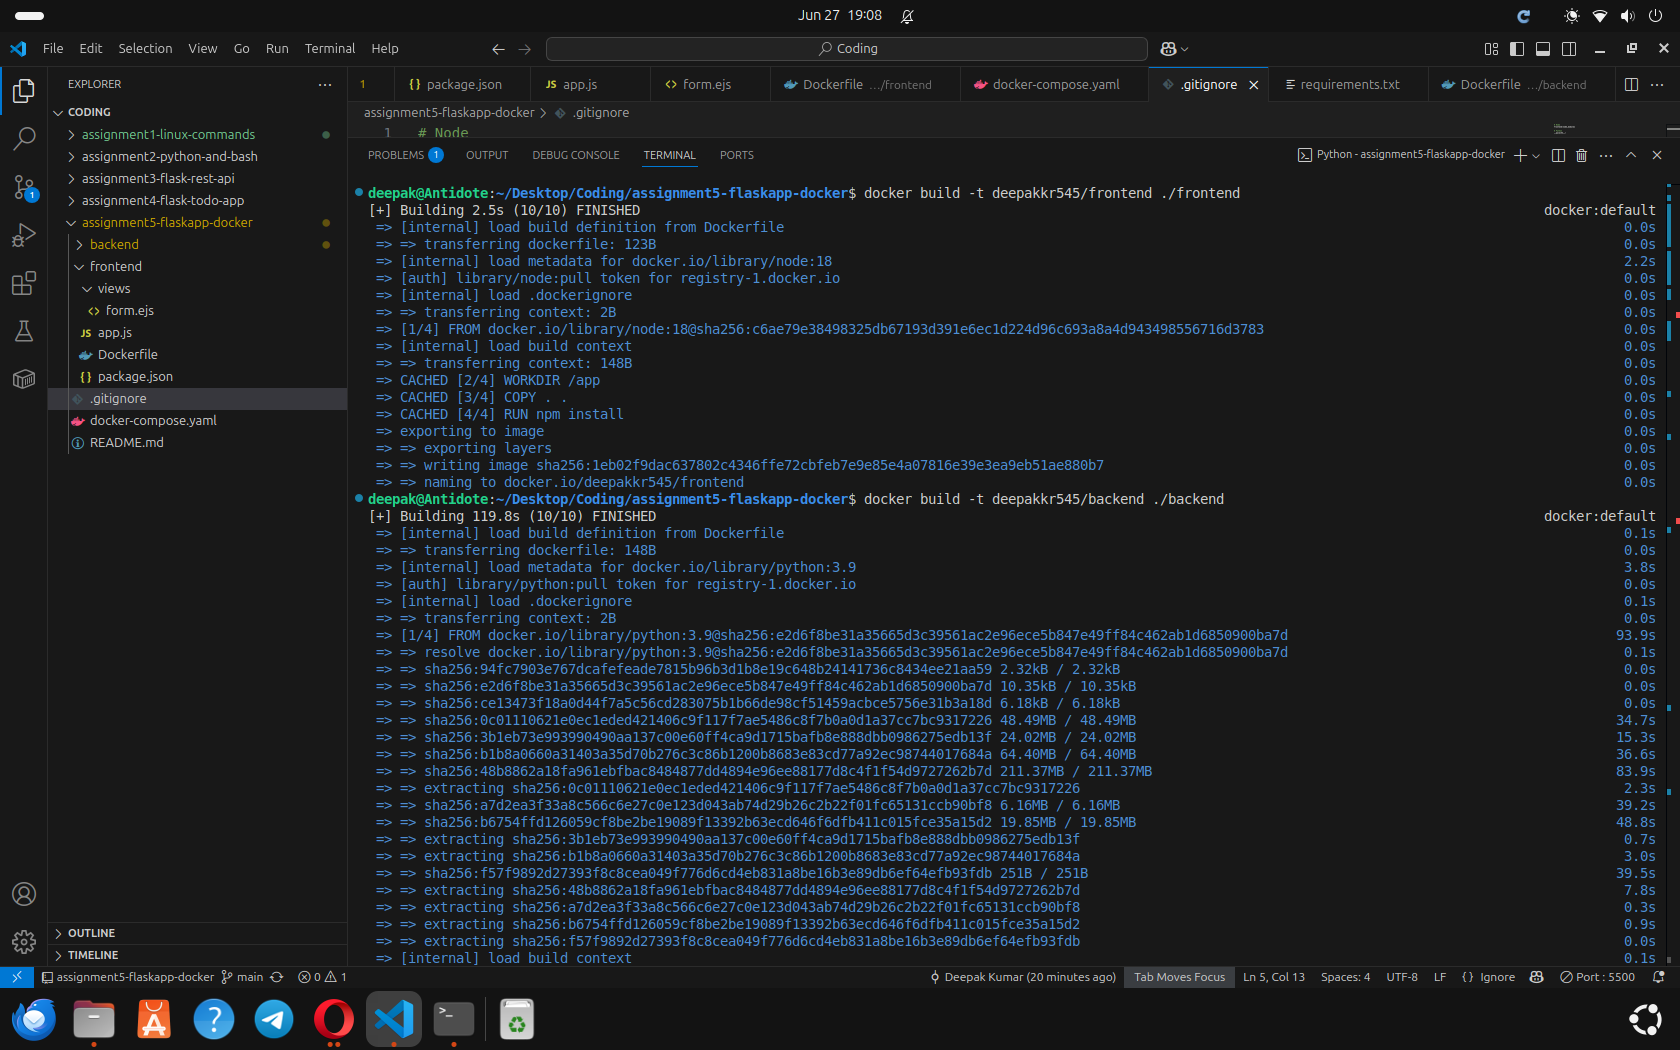 Jun 27 19:08
File Edit Selection View Go Run Terminal Help
Coding
EXPLORER
1 package.json app.js form.ejs Dockerfile .../frontend docker-compose.yaml .gitignore requirements.txt Dockerfile .../backend
CODING
assignment1-linux-commands
assignment2-python-and-bash
assignment3-flask-rest-api
assignment4-flask-todo-app
assignment5-flaskapp-docker
backend
frontend
views
form.ejs
app.js
Dockerfile
package.json
.gitignore
docker-compose.yaml
README.md
OUTLINE
TIMELINE
assignment5-flaskapp-docker > .gitignore
1 # Node
PROBLEMS 1 OUTPUT DEBUG CONSOLE TERMINAL PORTS
Python - assignment5-flaskapp-docker
deepak@Antidote:~/Desktop/Coding/assignment5-flaskapp-docker$ docker build -t deepakkr545/frontend ./frontend
[+] Building 2.5s (10/10) FINISHED docker:default
=> [internal] load build definition from Dockerfile 0.0s
=> => transferring dockerfile: 123B 0.0s
=> [internal] load metadata for docker.io/library/node:18 2.2s
=> [auth] library/node:pull token for registry-1.docker.io 0.0s
=> [internal] load .dockerignore 0.0s
=> => transferring context: 2B 0.0s
=> [1/4] FROM docker.io/library/node:18@sha256:c6ae79e38498325db67193d391e6ec1d224d96c693a8a4d943498556716d3783 0.0s
=> [internal] load build context 0.0s
=> => transferring context: 148B 0.0s
=> CACHED [2/4] WORKDIR /app 0.0s
=> CACHED [3/4] COPY . . 0.0s
=> CACHED [4/4] RUN npm install 0.0s
=> exporting to image 0.0s
=> => exporting layers 0.0s
=> => writing image sha256:1eb02f9dac637802c4346ffe72cbfeb7e9e85e4a07816e39e3ea9eb51ae880b7 0.0s
=> => naming to docker.io/deepakkr545/frontend 0.0s
deepak@Antidote:~/Desktop/Coding/assignment5-flaskapp-docker$ docker build -t deepakkr545/backend ./backend
[+] Building 119.8s (10/10) FINISHED docker:default
=> [internal] load build definition from Dockerfile 0.1s
=> => transferring dockerfile: 148B 0.0s
=> [internal] load metadata for docker.io/library/python:3.9 3.8s
=> [auth] library/python:pull token for registry-1.docker.io 0.0s
=> [internal] load .dockerignore 0.1s
=> => transferring context: 2B 0.0s
=> [1/4] FROM docker.io/library/python:3.9@sha256:e2d6f8be31a35665d3c39561ac2e96ece5b847e49ff84c462ab1d6850900ba7d 93.9s
=> => resolve docker.io/library/python:3.9@sha256:e2d6f8be31a35665d3c39561ac2e96ece5b847e49ff84c462ab1d6850900ba7d 0.1s
=> => sha256:94fc7903e767dcafefeade7815b96b3d1b8e19c648b24141736c8434ee21aa59 2.32kB / 2.32kB 0.0s
=> => sha256:e2d6f8be31a35665d3c39561ac2e96ece5b847e49ff84c462ab1d6850900ba7d 10.35kB / 10.35kB 0.0s
=> => sha256:ce13473f18a0d44f7a5c56cd283075b1b66de98cf51459acbce5756e31b3a18d 6.18kB / 6.18kB 0.0s
=> => sha256:0c01110621e0ec1eded421406c9f117f7ae5486c8f7b0a0d1a37cc7bc9317226 48.49MB / 48.49MB 34.7s
=> => sha256:3b1eb73e993990490aa137c00e60ff4ca9d1715bafb8e888dbb0986275edb13f 24.02MB / 24.02MB 15.3s
=> => sha256:b1b8a0660a31403a35d70b276c3c86b1200b8683e83cd77a92ec98744017684a 64.40MB / 64.40MB 36.6s
=> => sha256:48b8862a18fa961ebfbac8484877dd4894e96ee88177d8c4f1f54d9727262b7d 211.37MB / 211.37MB 83.9s
=> => extracting sha256:0c01110621e0ec1eded421406c9f117f7ae5486c8f7b0a0d1a37cc7bc9317226 2.3s
=> => sha256:a7d2ea3f33a8c566c6e27c0e123d043ab74d29b26c2b22f01fc65131ccb90bf8 6.16MB / 6.16MB 39.2s
=> => sha256:b6754ffd126059cf8be2be19089f13392b63ecd646f6dfb411c015fce35a15d2 19.85MB / 19.85MB 48.8s
=> => extracting sha256:3b1eb73e993990490aa137c00e60ff4ca9d1715bafb8e888dbb0986275edb13f 0.7s
=> => extracting sha256:b1b8a0660a31403a35d70b276c3c86b1200b8683e83cd77a92ec98744017684a 3.0s
=> => sha256:f57f9892d27393f8c8cea049f776d6cd4eb831a8be16b3e89db6ef64efb93fdb 251B / 251B 39.5s
=> => extracting sha256:48b8862a18fa961ebfbac8484877dd4894e96ee88177d8c4f1f54d9727262b7d 7.8s
=> => extracting sha256:a7d2ea3f33a8c566c6e27c0e123d043ab74d29b26c2b22f01fc65131ccb90bf8 0.3s
=> => extracting sha256:b6754ffd126059cf8be2be19089f13392b63ecd646f6dfb411c015fce35a15d2 0.9s
=> => extracting sha256:f57f9892d27393f8c8cea049f776d6cd4eb831a8be16b3e89db6ef64efb93fdb 0.0s
=> [internal] load build context 0.1s
assignment5-flaskapp-docker main 0 1 Deepak Kumar (20 minutes ago) Tab Moves Focus Ln 5, Col 13 Spaces: 4 UTF-8 LF {} Ignore Port : 5500